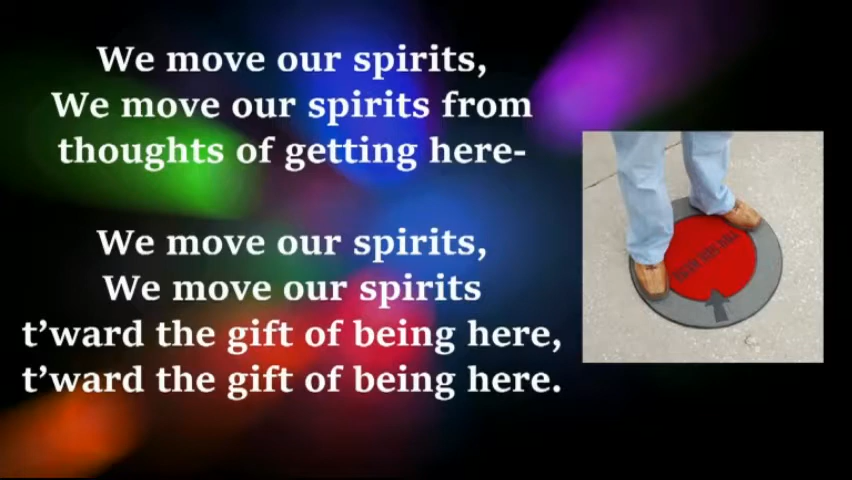 We move our spirits,
We move our spirits from
thoughts of getting here-
We move our spirits,
We move our spirits
t’ward the gift of being here,
t’ward the gift of being here.